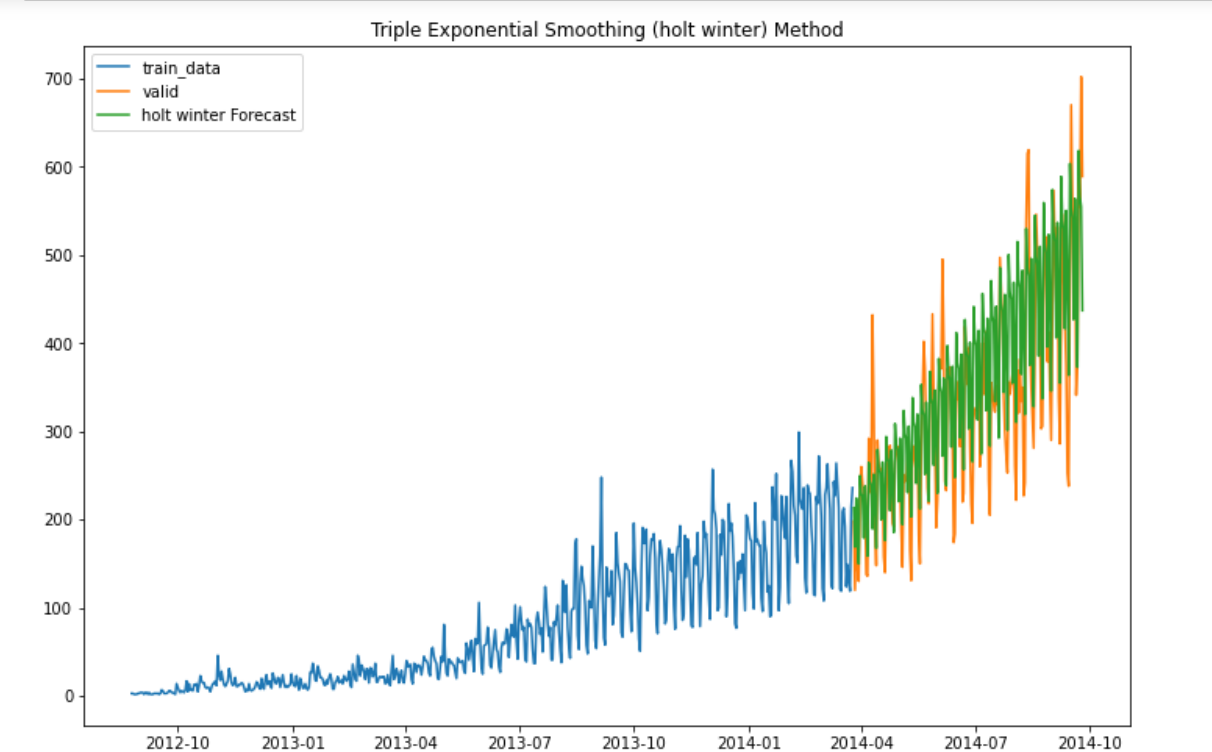 Triple Exponential Smoothing (holt winter) Method
train_data
valid
holt winter Forecast
700
600
500
400
300
200
100
0
2012-10 2013-01 2013-04 2013-07 2013-10 2014-01 2014-04 2014-07 2014-10